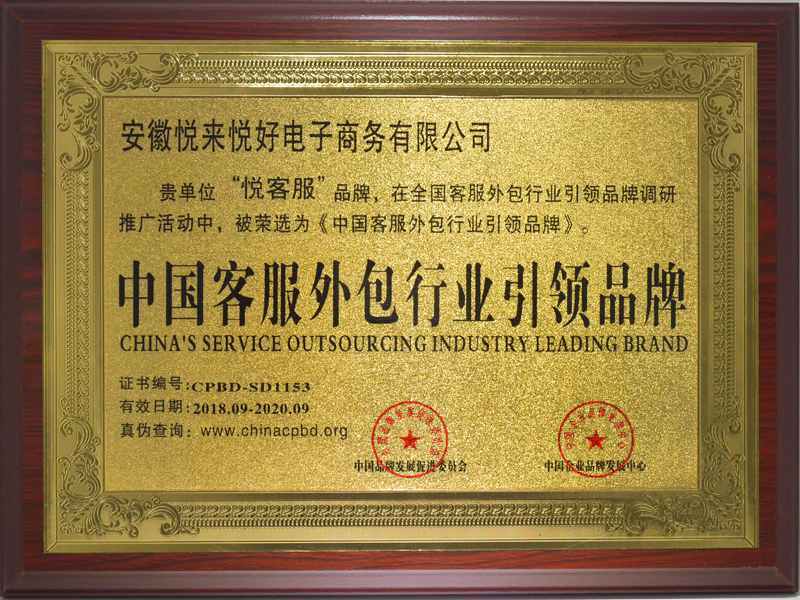 安徽悦来悦好电子商务有限公司
贵单位“悦客服”品牌，在全国客服外包行业引领品牌调研
推广活动中，被荣选为《中国客服外包行业引领品牌》。
中国客服外包行业引领品牌
CHINA'S SERVICE OUTSOURCING INDUSTRY LEADING BRAND
证书编号:CPBD-SD1153
有效日期:2018.09-2020.09
真伪查询：www.chinacpbd.org
中国品牌发展促进委员会
中国企业品牌发展中心